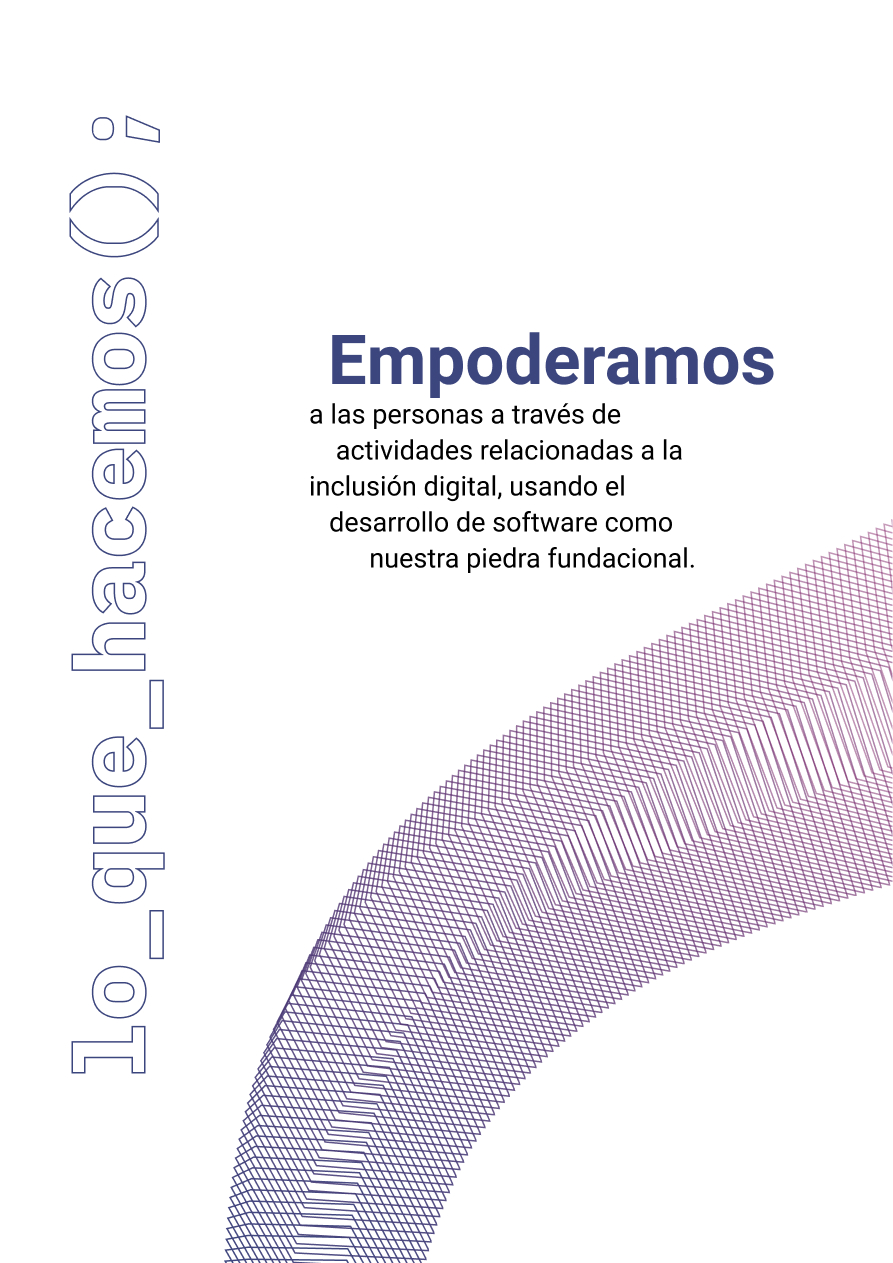 lo_que_hacemos();
Empoderamos
a las personas a través de
actividades relacionadas a la
inclusión digital, usando el
desarrollo de software como
nuestra piedra fundacional.